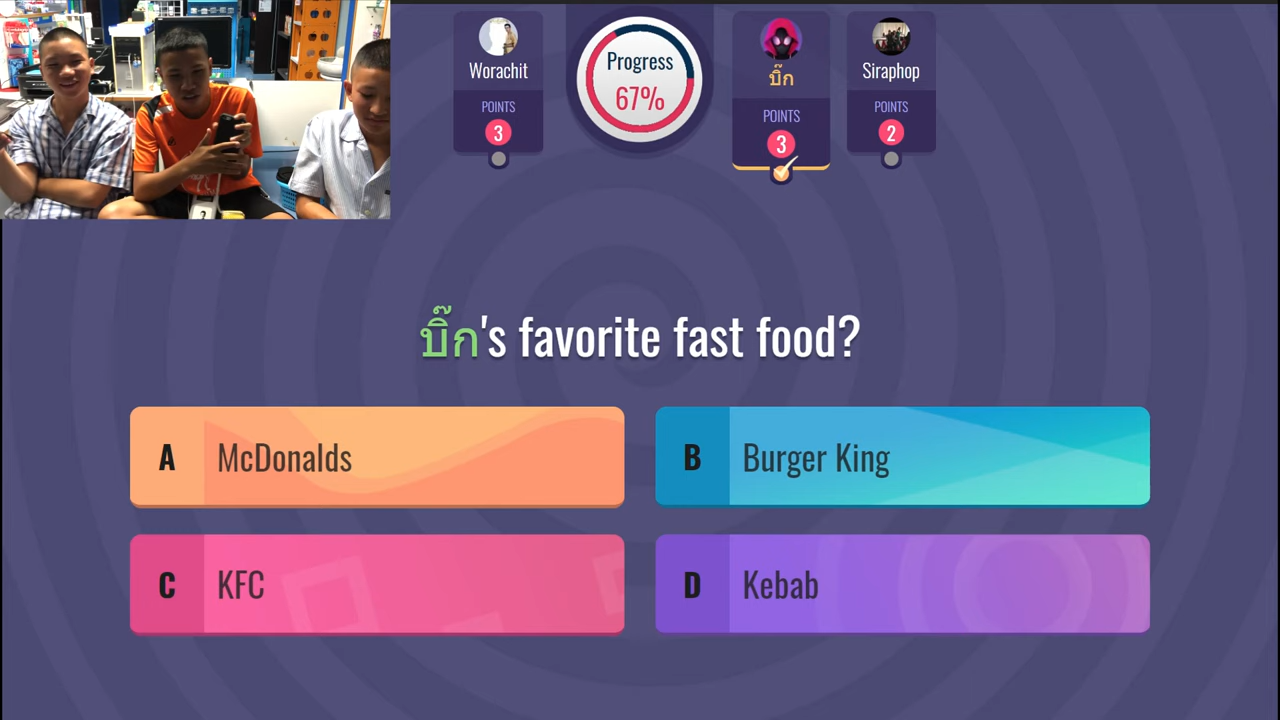 Worachit
POINTS
3
Progress
67%
บิ๊ก
POINTS
3
Siraphop
POINTS
2
บิ๊ก's favorite fast food?
A McDonalds
B Burger King
C KFC
D Kebab